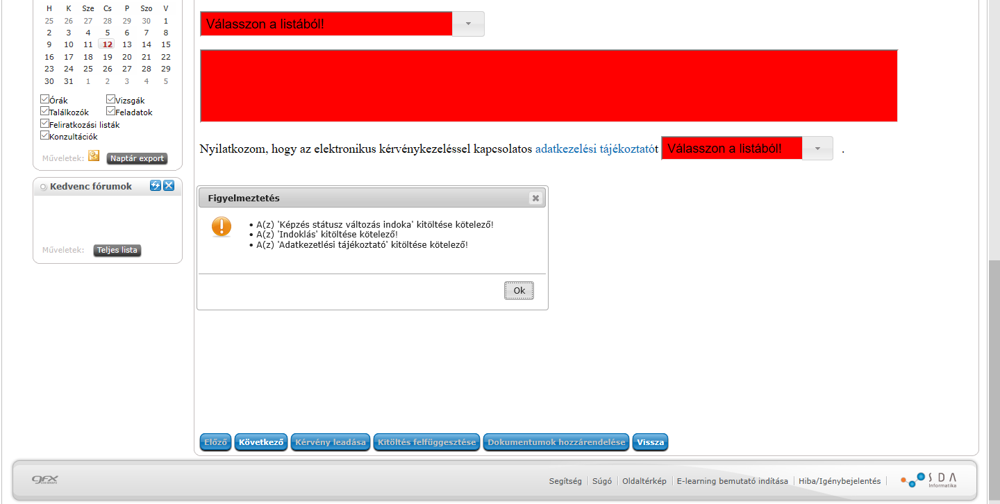 H K Sze Cs P Szo V
25 26 27 28 29 30 1
2 3 4 5 6 7 8
9 10 11 12 13 14 15
16 17 18 19 20 21 22
23 24 25 26 27 28 29
30 31 1 2 3 4 5
Órák Vizsgák
Találkozók Feladatok
Feliratkozási listák
Konzultációk
Műveletek: Naptár export
Kedvenc fórumok
Műveletek: Teljes lista
Válasszon a listából!
Nyilatkozom, hogy az elektronikus kérvénykezeléssel kapcsolatos adatkezelési tájékoztatót Válasszon a listából! .
Figyelmeztetés
• A(z) 'Képzés státusz változás indoka' kitöltése kötelező!
• A(z) 'Indoklás' kitöltése kötelező!
• A(z) 'Adatkezetlési tájékoztató' kitöltése kötelező!
Ok
Előző Következő Kérvény leadása Kitöltés felfüggesztése Dokumentumok hozzárendelése Vissza
GFX DESIGN
Segítség Súgó Oldaltérkép E-learning bemutató indítása Hiba/Igénybejelentés
SDA
Informatika